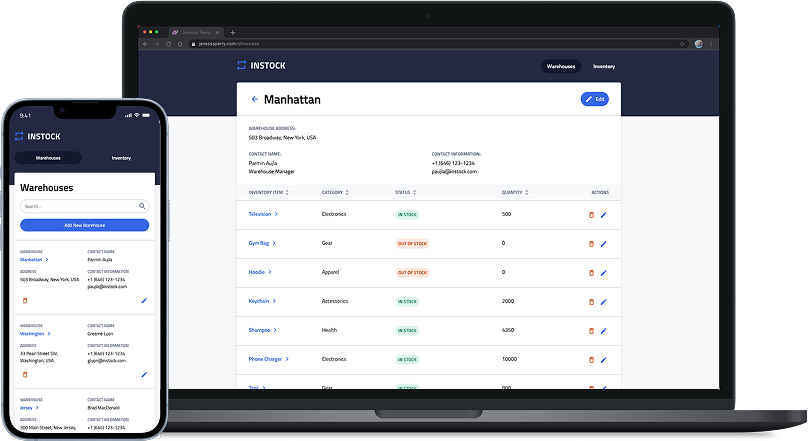 Janessa Perry
janessaperry.com/showcase
INSTOCK
Warehouses
Inventory
Manhattan
Edit
WAREHOUSE ADDRESS:
503 Broadway, New York, USA
CONTACT NAME: CONTACT INFORMATION:
Parmin Aujla +1 (646) 123-1234
Warehouse Manager paujla@instock.com
INVENTORY ITEM CATEGORY STATUS QUANTITY ACTIONS
Television Electronics IN STOCK 500
Gym Bag Gear OUT OF STOCK 0
Hoodie Apparel OUT OF STOCK 0
Keychain Accessories IN STOCK 2000
Shampoo Health IN STOCK 4350
Phone Charger Electronics IN STOCK 10000
Tent Gear IN STOCK 800
9:41
INSTOCK
Warehouses Inventory
Warehouses
Search...
Add New Warehouse
WAREHOUSE CONTACT NAME
Manhattan Parmin Aujla
ADDRESS CONTACT INFORMATION
503 Broadway, New York, USA +1 (646) 123-1234
paujla@instock.com
WAREHOUSE CONTACT NAME
Washington Greame Lyon
ADDRESS CONTACT INFORMATION
33 Pearl Street SW, +1 (646) 123-1234
Washington, USA glyon@instock.com
WAREHOUSE CONTACT NAME
Jersey Brad MacDonald
ADDRESS CONTACT INFORMATION
300 Main Street, New Jersey, +1 (646) 123-1234